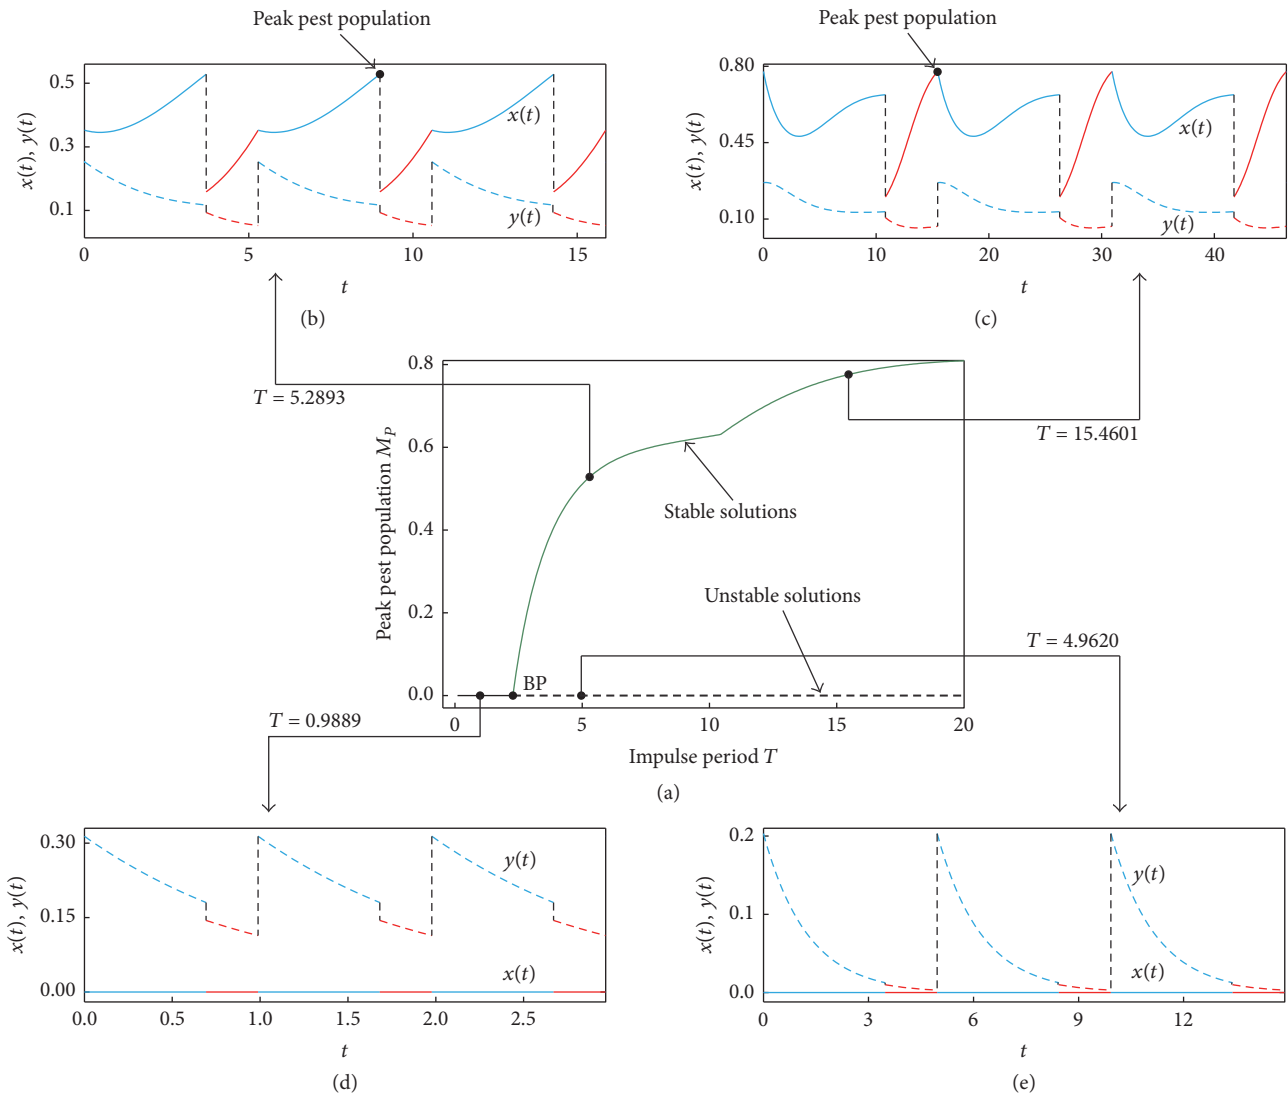 Peak pest population
0.5
0.3
0.1
x(t), y(t)
x(t)
y(t)
0
5
10
15
t
(b)
Peak pest population
0.80
0.45
0.10
x(t), y(t)
x(t)
y(t)
0
10
20
30
40
t
(c)
T = 5.2893
T = 15.4601
0.8
0.6
0.4
0.2
0.0
Peak pest population M_P
Stable solutions
Unstable solutions
BP
T = 4.9620
T = 0.9889
0
5
10
15
20
Impulse period T
(a)
0.30
0.15
0.00
x(t), y(t)
y(t)
x(t)
0.0
1.0
2.0
2.5
t
(d)
0.2
0.1
0.0
x(t), y(t)
y(t)
x(t)
0
3
6
9
12
t
(e)